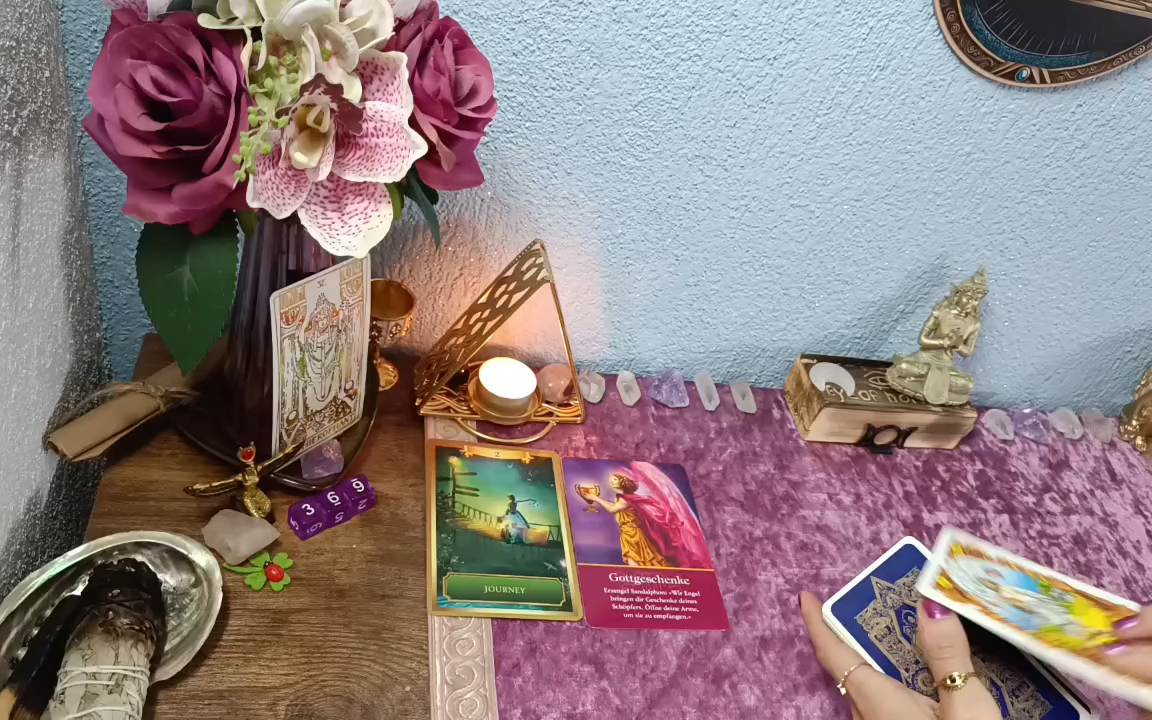 V
3 6 9
2
JOURNEY
Gottgeschenke
Erzengel Sandalphon: «Wir Engel
bringen dir Geschenke deines
Schöpfers. Öffne deine Arme,
um sie zu empfangen.»